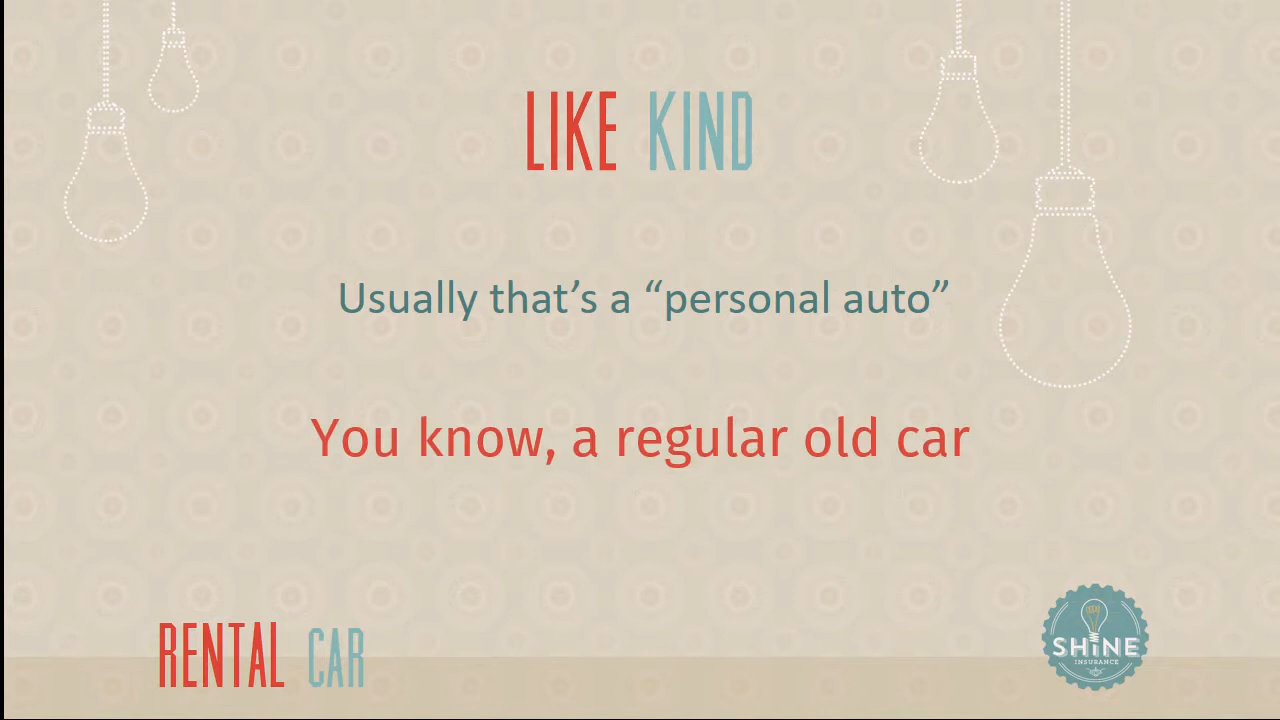 LIKE KIND
Usually that's a “personal auto”
You know, a regular old car
RENTAL CAR
SHiNE
INSURANCE